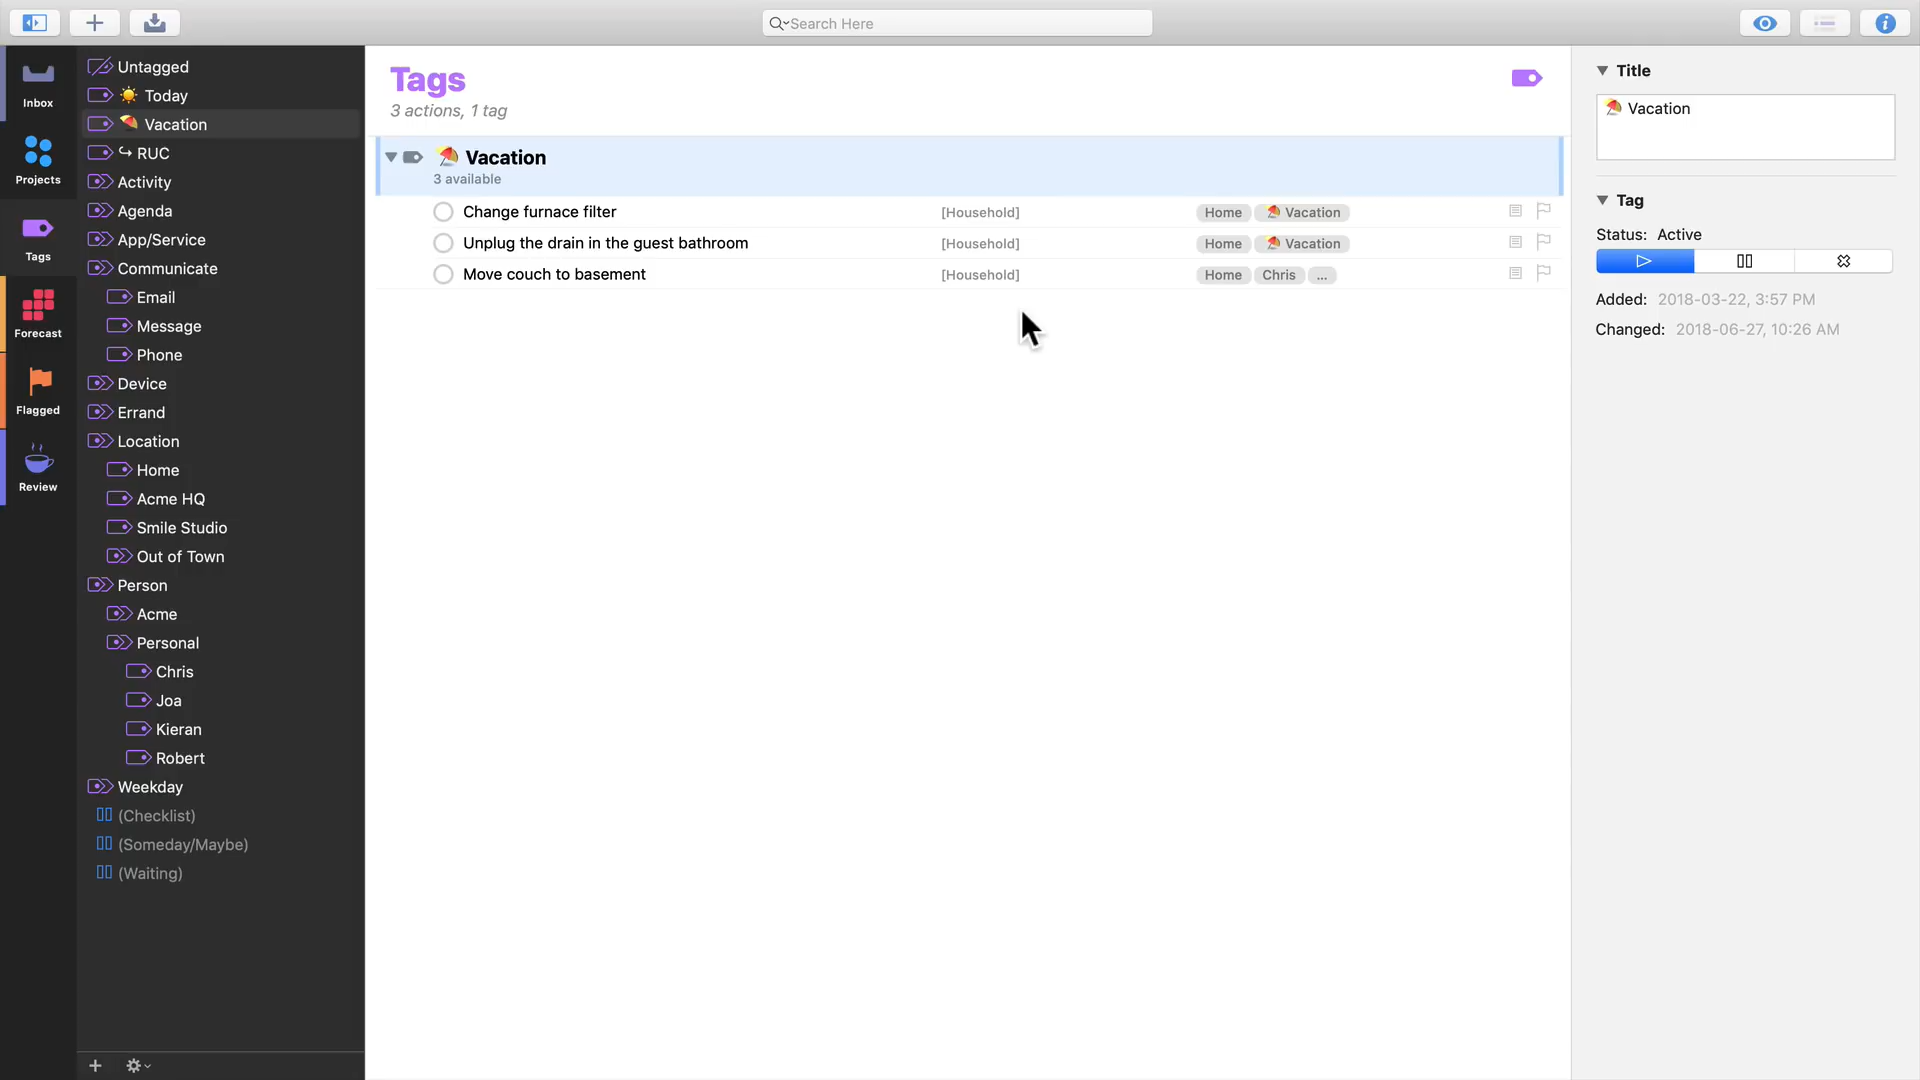 Search Here
Inbox
Projects
Tags
Forecast
Flagged
Review
Untagged
☀️ Today
🏖 Vacation
↪ RUC
Activity
Agenda
App/Service
Communicate
Email
Message
Phone
Device
Errand
Location
Home
Acme HQ
Smile Studio
Out of Town
Person
Acme
Personal
Chris
Joa
Kieran
Robert
Weekday
(Checklist)
(Someday/Maybe)
(Waiting)
Tags
3 actions, 1 tag
Vacation
3 available
Change furnace filter [Household] Home Vacation
Unplug the drain in the guest bathroom [Household] Home Vacation
Move couch to basement [Household] Home Chris ...
Title
Vacation
Tag
Status: Active
Added: 2018-03-22, 3:57 PM
Changed: 2018-06-27, 10:26 AM